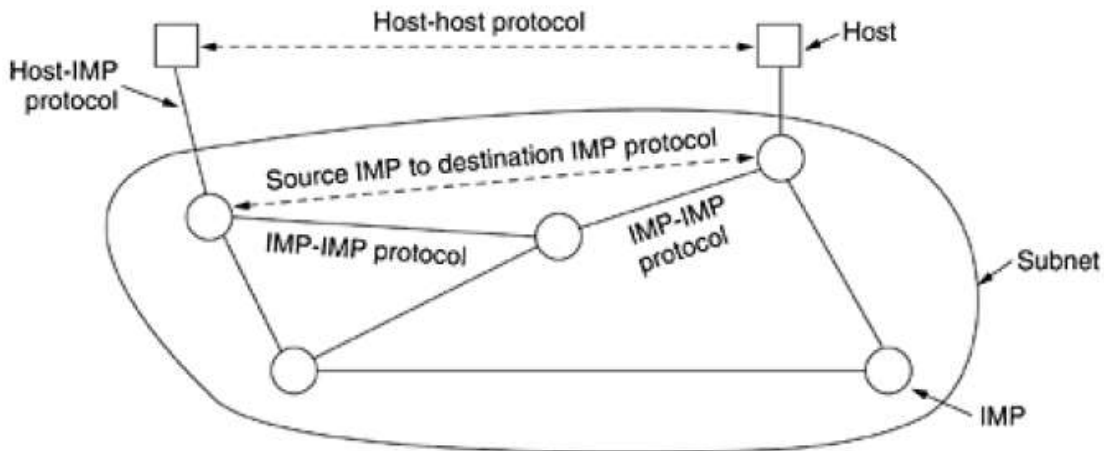 Host-host protocol
Host
Host-IMP
protocol
Source IMP to destination IMP protocol
IMP-IMP protocol
IMP-IMP
protocol
Subnet
IMP